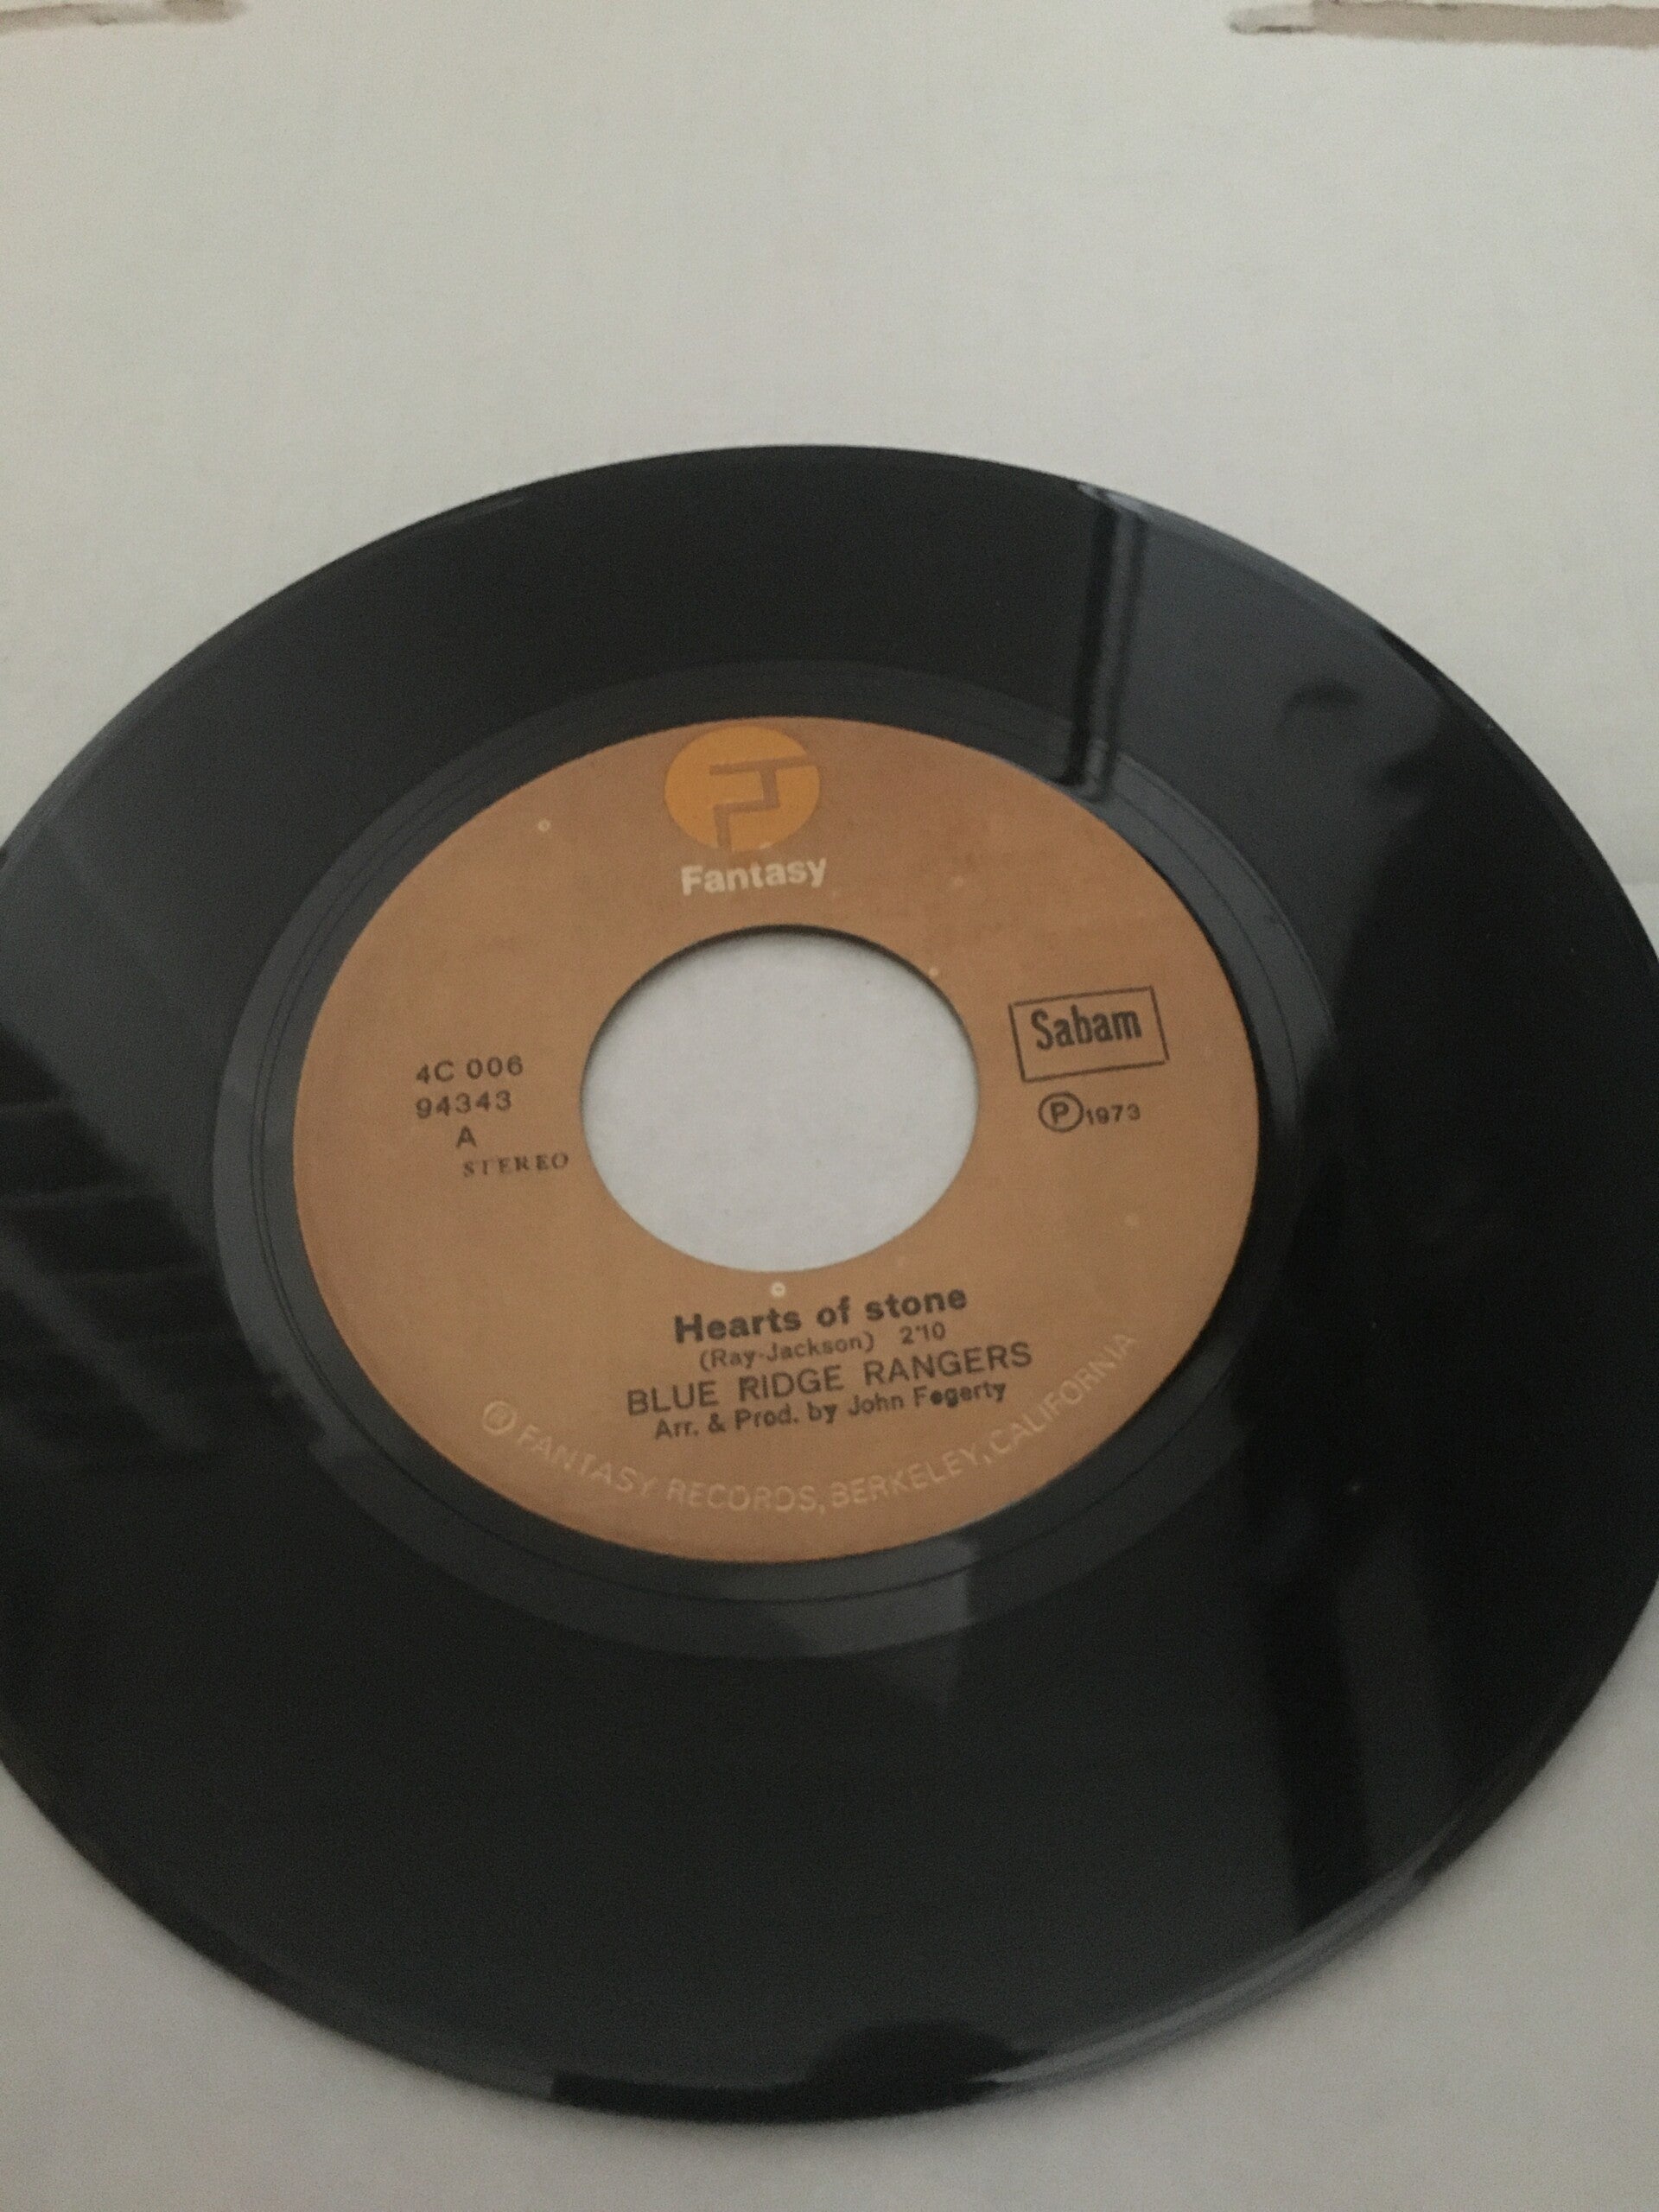 Fantasy
4C 006
94343
A
STEREO
Sabam
Ⓟ1973
Hearts of stone
(Ray-Jackson) 2'10
BLUE RIDGE RANGERS
Arr. & Prod. by John Fogerty
® FANTASY RECORDS, BERKELEY, CALIFORNIA